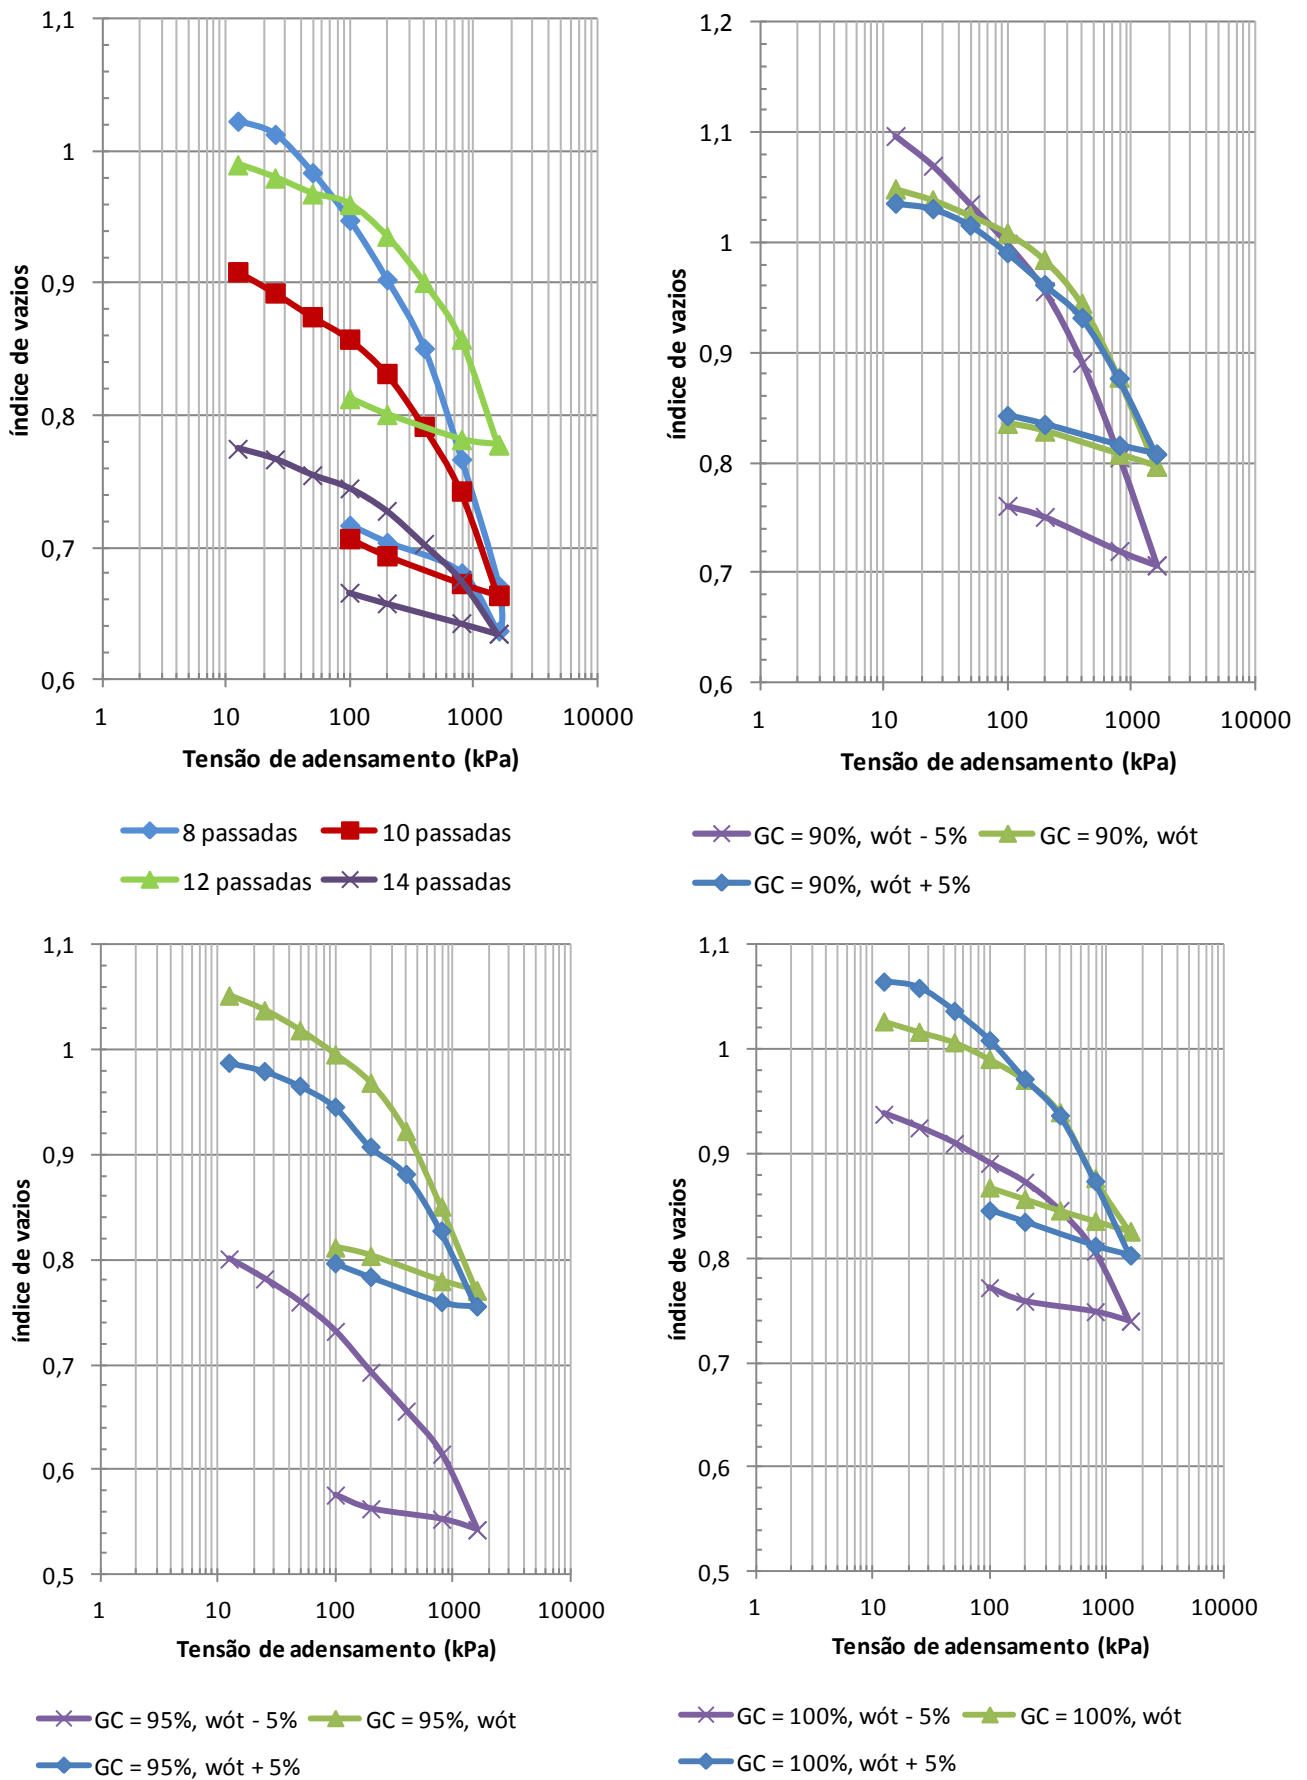 1,1
1
0,9
0,8
0,7
0,6
1 10 100 1000 10000
índice de vazios
Tensão de adensamento (kPa)
8 passadas 10 passadas
12 passadas 14 passadas
1,2
1,1
1
0,9
0,8
0,7
0,6
1 10 100 1000 10000
índice de vazios
Tensão de adensamento (kPa)
GC = 90%, wót - 5% GC = 90%, wót
GC = 90%, wót + 5%
1,1
1
0,9
0,8
0,7
0,6
0,5
1 10 100 1000 10000
índice de vazios
Tensão de adensamento (kPa)
GC = 95%, wót - 5% GC = 95%, wót
GC = 95%, wót + 5%
1,1
1
0,9
0,8
0,7
0,6
0,5
1 10 100 1000 10000
índice de vazios
Tensão de adensamento (kPa)
GC = 100%, wót - 5% GC = 100%, wót
GC = 100%, wót + 5%